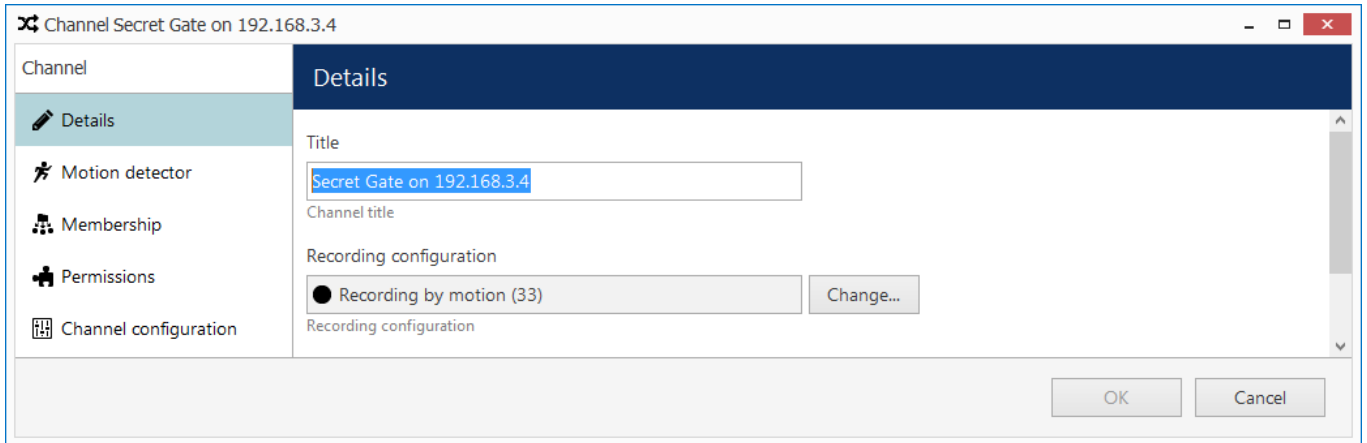 Channel Secret Gate on 192.168.3.4
Channel
Details
Motion detector
Membership
Permissions
Channel configuration
Details
Title
Secret Gate on 192.168.3.4
Channel title
Recording configuration
Recording by motion (33)
Change...
Recording configuration
OK
Cancel